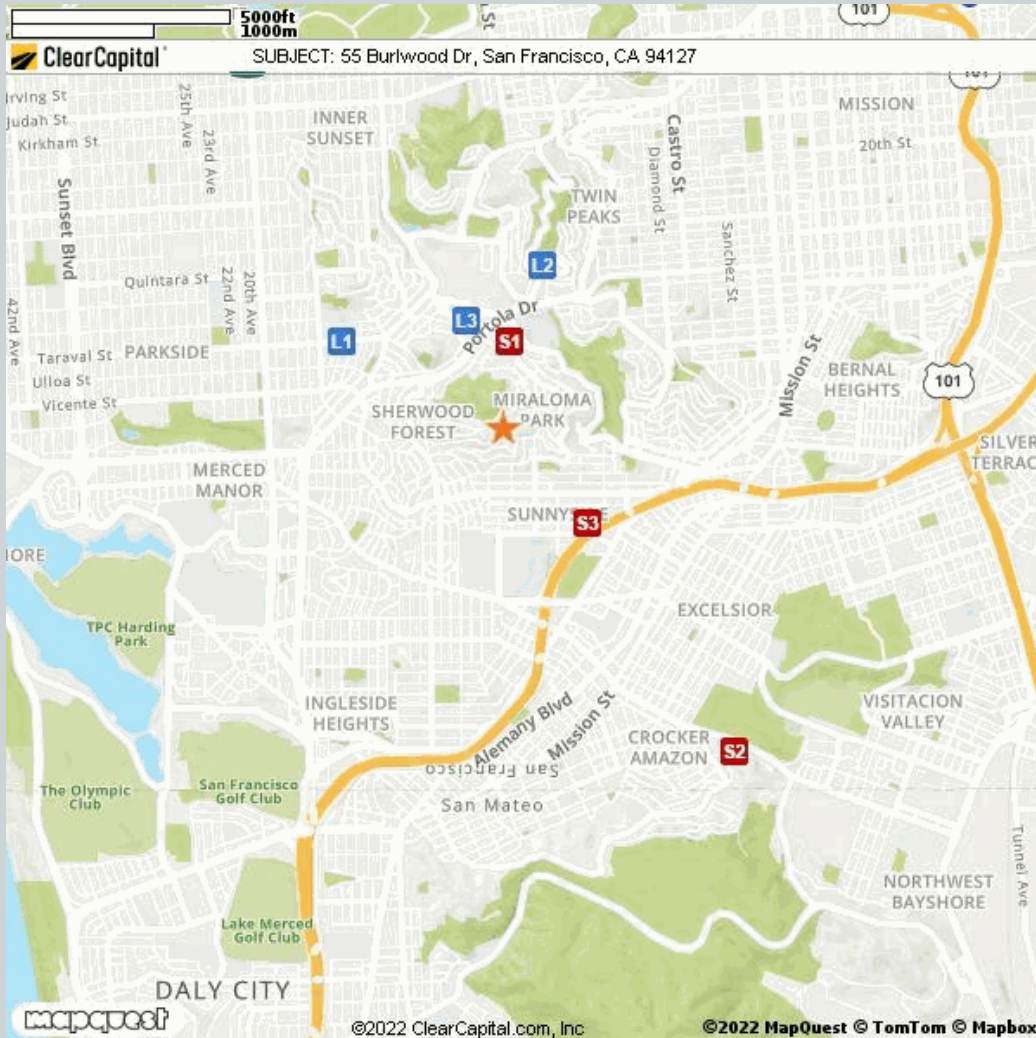 5000ft
1000m
St
101
ClearCapital
SUBJECT: 55 Burlwood Dr, San Francisco, CA 94127
Irving St
Judah St
Kirkham St
25th Ave
23rd Ave
INNER
SUNSET
Castro St
Diamond St
MISSION
20th St
Sunset Blvd
TWIN
PEAKS
Sanchez St
L2
Quintara St
22nd Ave
20th Ave
42nd Ave
L3
Portola Dr
L1
S1
Taraval St
PARKSIDE
Ulloa St
Vicente St
Mission St
BERNAL
HEIGHTS
101
SHERWOOD
FOREST
MIRALOMA
PARK
SILVER
TERRAC
MERCED
MANOR
SUNNYS
E
S3
ORE
EXCELSIOR
TPC Harding
Park
INGLESIDE
HEIGHTS
VISITACION
VALLEY
Alemany Blvd
Mission St
CROCKER
AMAZON
S2
San Francisco
San Mateo
The Olympic
Club
San Francisco
Golf Club
Tunnel Ave
NORTHWEST
BAYSHORE
Lake Merced
Golf Club
DALY CITY
mapquest
©2022 ClearCapital.com, Inc
©2022 MapQuest © TomTom © Mapbox